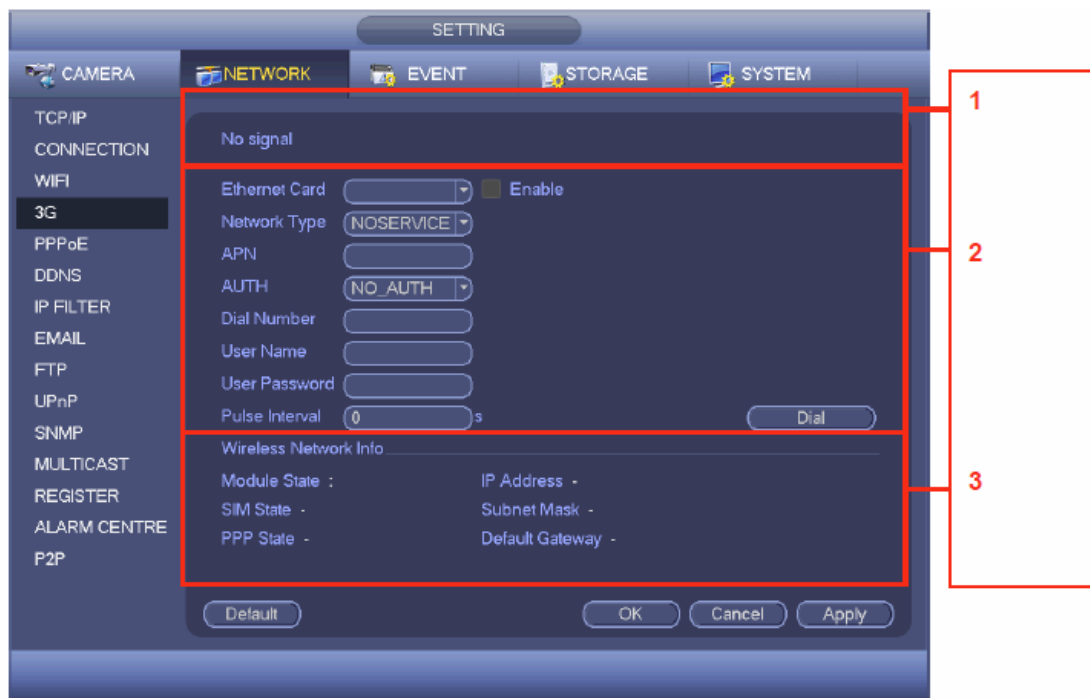 SETTING
CAMERA NETWORK EVENT STORAGE SYSTEM
TCP/IP
CONNECTION
WIFI
3G
PPPoE
DDNS
IP FILTER
EMAIL
FTP
UPnP
SNMP
MULTICAST
REGISTER
ALARM CENTRE
P2P
No signal
1
Ethernet Card Enable
Network Type NOSERVICE
APN
AUTH NO_AUTH
Dial Number
User Name
User Password
Pulse Interval 0 s Dial
2
Wireless Network Info
Module State : IP Address -
SIM State - Subnet Mask -
PPP State - Default Gateway -
3
Default OK Cancel Apply